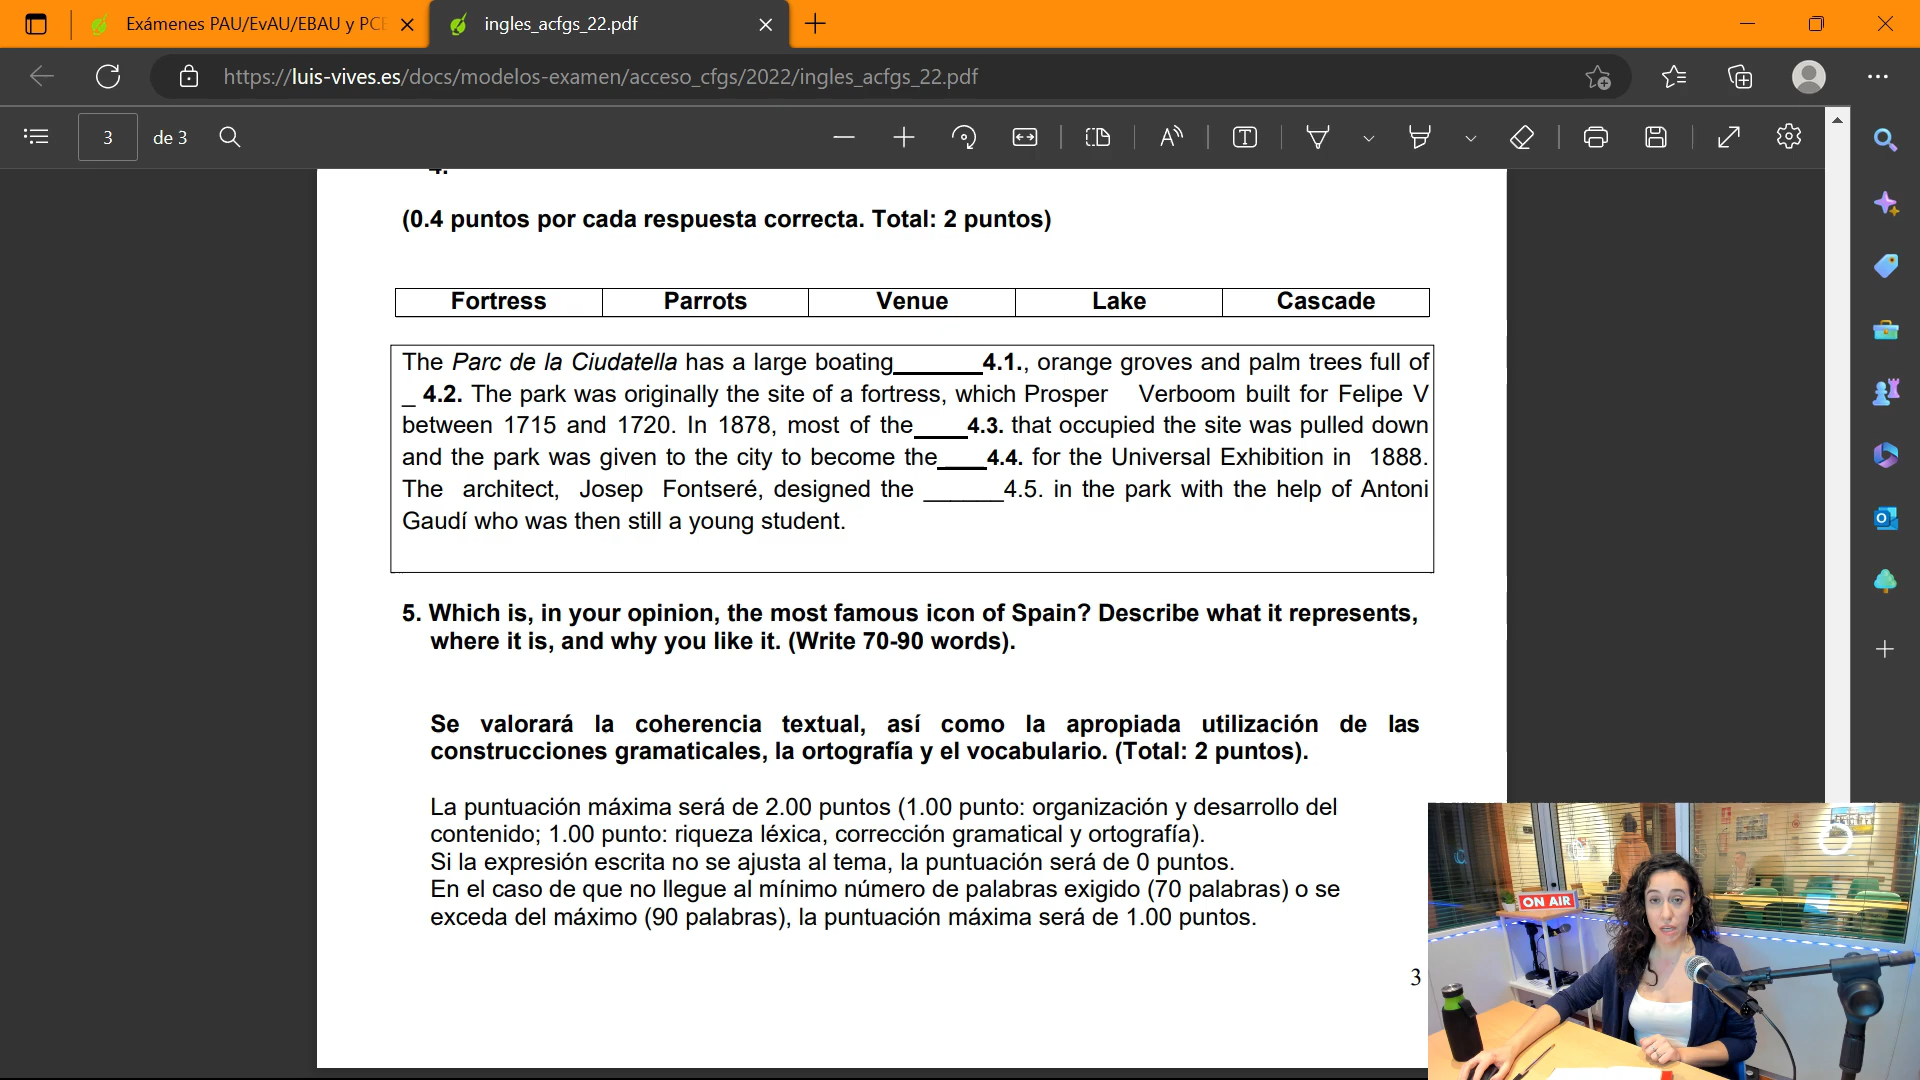 Exámenes PAU/EvAU/EBAU y PCE
ingles_acfgs_22.pdf
https://luis-vives.es/docs/modelos-examen/acceso_cfgs/2022/ingles_acfgs_22.pdf
3 de 3
4.
(0.4 puntos por cada respuesta correcta. Total: 2 puntos)
Fortress Parrots Venue Lake Cascade
The Parc de la Ciudatella has a large boating_______4.1., orange groves and palm trees full of
_ 4.2. The park was originally the site of a fortress, which Prosper Verboom built for Felipe V
between 1715 and 1720. In 1878, most of the____4.3. that occupied the site was pulled down
and the park was given to the city to become the____4.4. for the Universal Exhibition in 1888.
The architect, Josep Fontseré, designed the ______4.5. in the park with the help of Antoni
Gaudí who was then still a young student.
5. Which is, in your opinion, the most famous icon of Spain? Describe what it represents,
where it is, and why you like it. (Write 70-90 words).
Se valorará la coherencia textual, así como la apropiada utilización de las
construcciones gramaticales, la ortografía y el vocabulario. (Total: 2 puntos).
La puntuación máxima será de 2.00 puntos (1.00 punto: organización y desarrollo del
contenido; 1.00 punto: riqueza léxica, corrección gramatical y ortografía).
Si la expresión escrita no se ajusta al tema, la puntuación será de 0 puntos.
En el caso de que no llegue al mínimo número de palabras exigido (70 palabras) o se
exceda del máximo (90 palabras), la puntuación máxima será de 1.00 puntos.
3
ON AIR